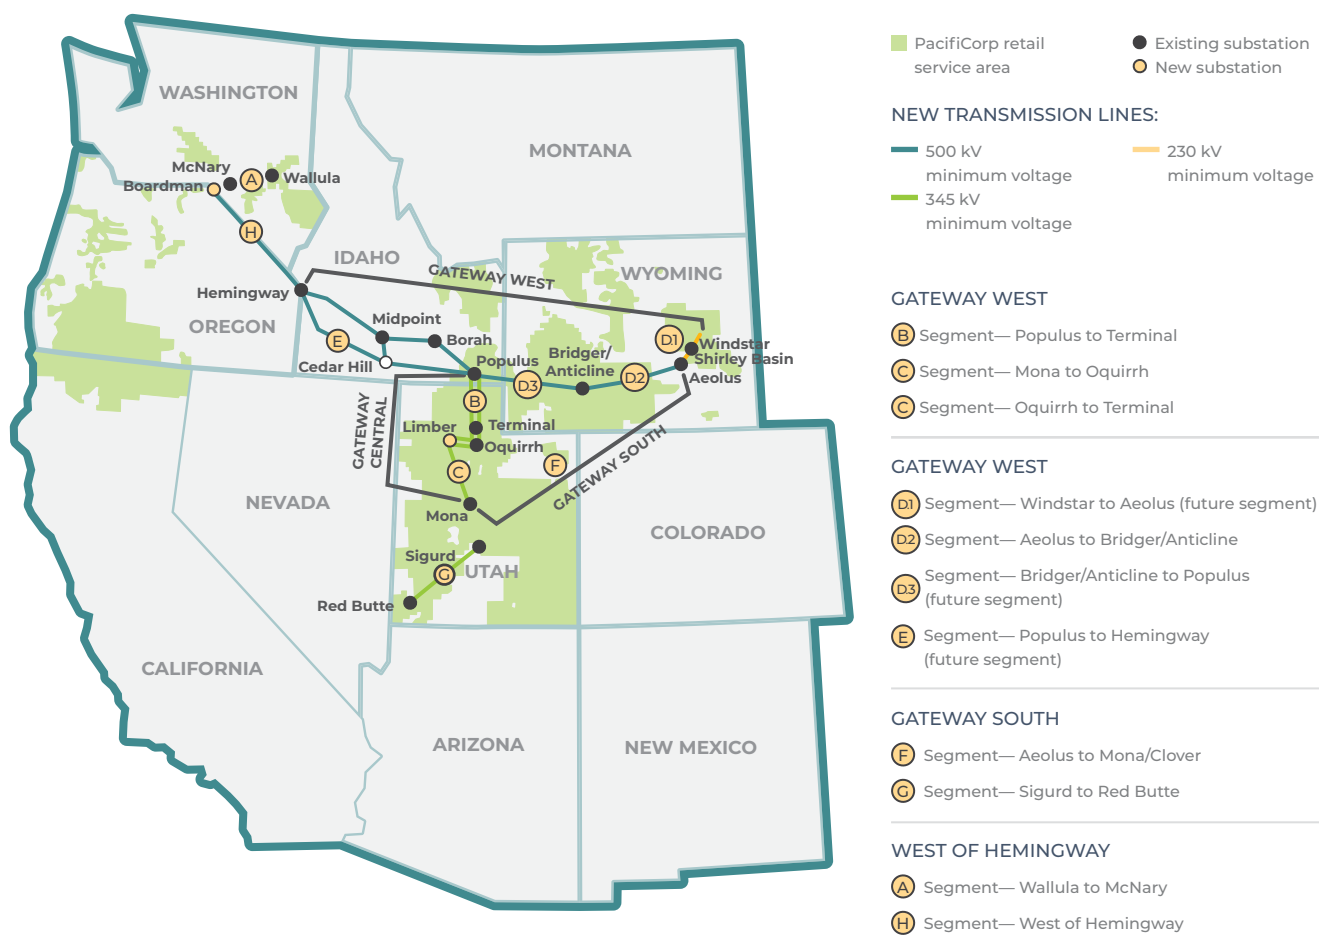 WASHINGTON
MONTANA
McNary
A
Wallula
Boardman
H
IDAHO
GATEWAY WEST
WYOMING
Hemingway
OREGON
Midpoint
E
Borah
D.1
Windstar
Shirley Basin
Cedar Hill
Populus
Bridger/
Anticline
D.3
D.2
Aeolus
B
GATEWAY
CENTRAL
Limber
Terminal
Oquirrh
GATEWAY SOUTH
C
F
NEVADA
Mona
COLORADO
Sigurd
G
UTAH
Red Butte
CALIFORNIA
ARIZONA
NEW MEXICO
PacifiCorp retail
service area
Existing substation
New substation
NEW TRANSMISSION LINES:
500 kV
minimum voltage
230 kV
minimum voltage
345 kV
minimum voltage
GATEWAY WEST
B Segment— Populus to Terminal
C Segment— Mona to Oquirrh
C Segment— Oquirrh to Terminal
GATEWAY WEST
D.1 Segment— Windstar to Aeolus (future segment)
D.2 Segment— Aeolus to Bridger/Anticline
D.3 Segment— Bridger/Anticline to Populus
(future segment)
E Segment— Populus to Hemingway
(future segment)
GATEWAY SOUTH
F Segment— Aeolus to Mona/Clover
G Segment— Sigurd to Red Butte
WEST OF HEMINGWAY
A Segment— Wallula to McNary
H Segment— West of Hemingway